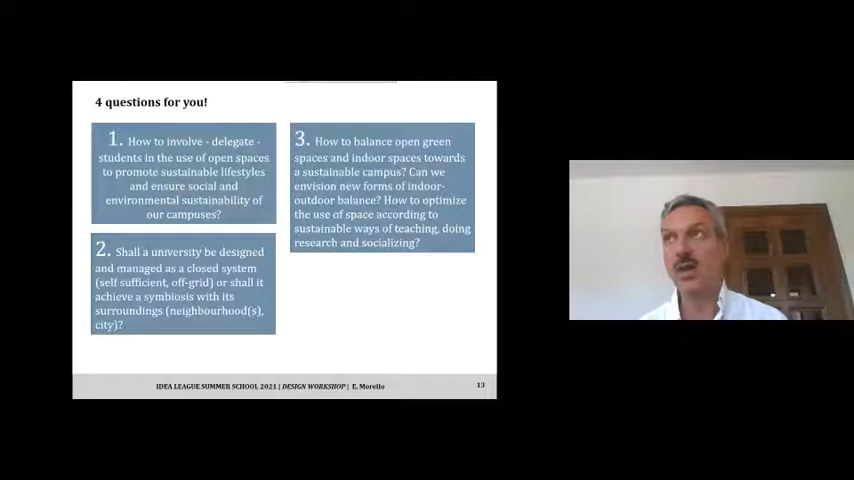 4 questions for you!
1. How to involve - delegate -
students in the use of open spaces
to promote sustainable lifestyles
and ensure social and
environmental sustainability of
our campuses?
2. Shall a university be designed
and managed as a closed system
(self sufficient, off-grid) or shall it
achieve a symbiosis with its
surroundings (neighbourhood(s),
city)?
3. How to balance open green
spaces and indoor spaces towards
a sustainable campus? Can we
envision new forms of indoor-
outdoor balance? How to optimize
the use of space according to
sustainable ways of teaching, doing
research and socializing?
IDEA LEAGUE SUMMER SCHOOL 2021 | DESIGN WORKSHOP | E. Morello
13